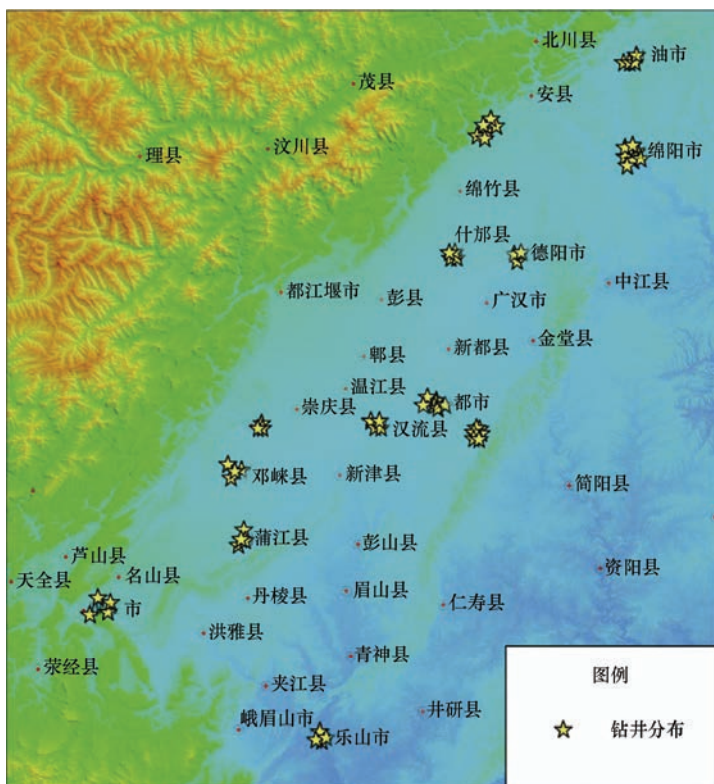 北川县
油市
茂县
安县
理县
汶川县
绵阳市
绵竹县
什邡县
德阳市
中江县
都江堰市
彭县
广汉市
金堂县
郫县
新都县
温江县
崇庆县
都市
汉流县
邓崃县
新津县
简阳县
蒲江县
彭山县
芦山县
资阳县
天全县
名山县
丹棱县
眉山县
仁寿县
市
洪雅县
青神县
荥经县
夹江县
图例
峨眉山市
井研县
钻井分布
乐山市